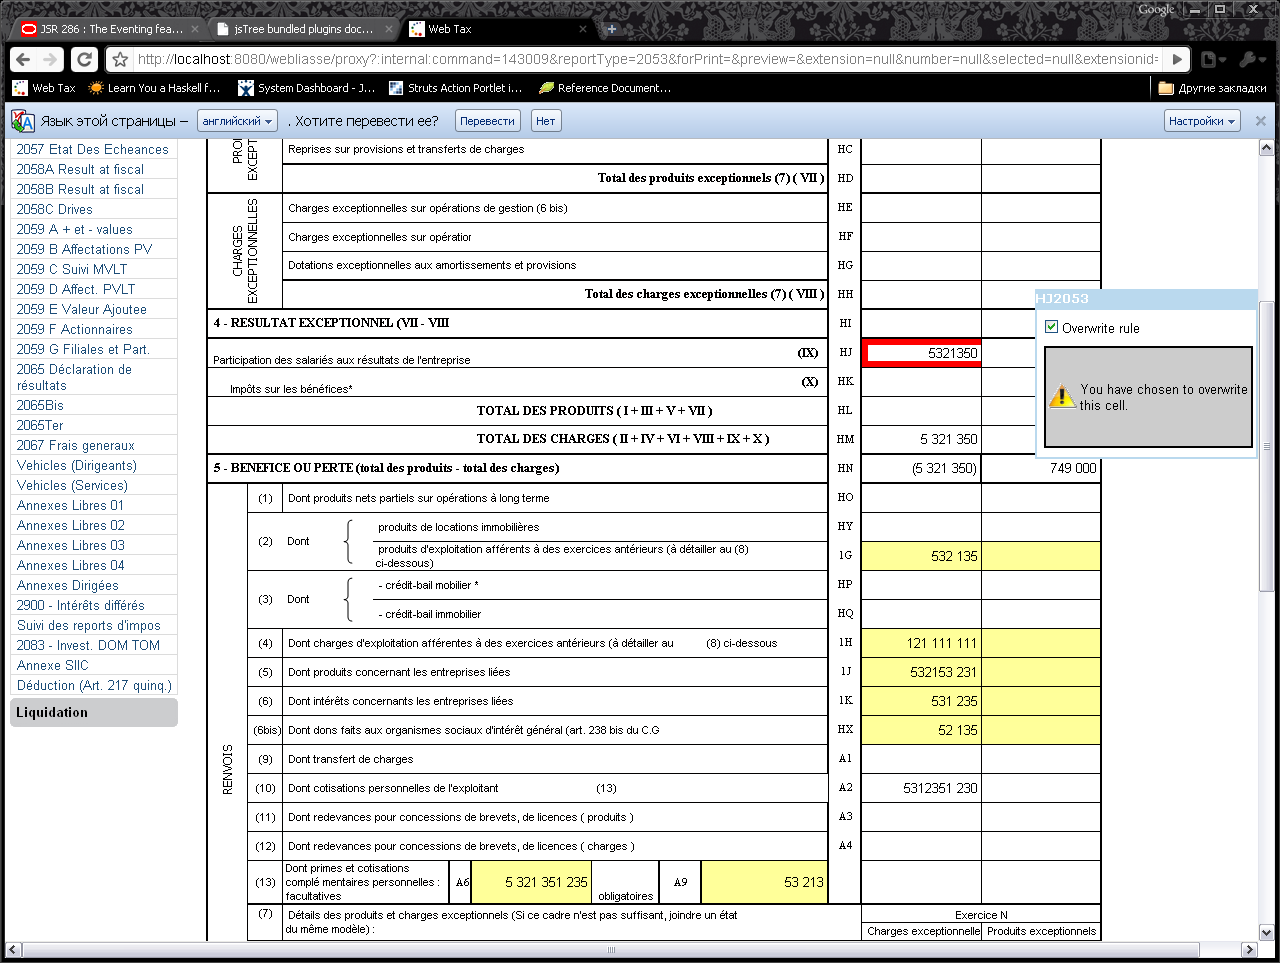 Google
JSR 286 : The Eventing fea...
jsTree bundled plugins doc...
Web Tax
http://localhost:8080/webliasse/proxy?:internal:command=143009&reportType=2053&forPrint=&preview=&extension=null&number=null&selected=null&extensionid=
Web Tax
Learn You a Haskell f...
System Dashboard - J...
Struts Action Portlet i...
Reference Document...
Другие закладки
Язык этой страницы –
английский
. Хотите перевести ее?
Перевести
Нет
Настройки
2057 Etat Des Echeances
2058A Result at fiscal
2058B Result at fiscal
2058C Drives
2059 A + et - values
2059 B Affectations PV
2059 C Suivi MVLT
2059 D Affect. PVLT
2059 E Valeur Ajoutee
2059 F Actionnaires
2059 G Filiales et Part.
2065 Déclaration de
résultats
2065Bis
2065Ter
2067 Frais generaux
Vehicles (Dirigeants)
Vehicles (Services)
Annexes Libres 01
Annexes Libres 02
Annexes Libres 03
Annexes Libres 04
Annexes Dirigées
2900 - Intérêts différés
Suivi des reports d'impos
2083 - Invest. DOM TOM
Annexe SIIC
Déduction (Art. 217 quinq.)
Liquidation
PRO
EXCEPT
Reprises sur provisions et transferts de charges HC
Total des produits exceptionnels (7) ( VII ) HD
CHARGES
EXCEPTIONNELLES
Charges exceptionnelles sur opérations de gestion (6 bis) HE
Charges exceptionnelles sur opération HF
Dotations exceptionnelles aux amortissements et provisions HG
Total des charges exceptionnelles (7) ( VIII ) HH
4 - RESULTAT EXCEPTIONNEL (VII - VIII HI
Participation des salariés aux résultats de l'entreprise (IX) HJ 5321350
Impôts sur les bénéfices* (X) HK
TOTAL DES PRODUITS ( I + III + V + VII ) HL
TOTAL DES CHARGES ( II + IV + VI + VIII + IX + X ) HM 5 321 350
5 - BENEFICE OU PERTE (total des produits - total des charges) HN (5 321 350) 749 000
HJ2053
Overwrite rule
You have chosen to overwrite
this cell.
RENVOIS
(1) Dont produits nets partiels sur opérations à long terme HO
(2) Dont
produits de locations immobilières HY
produits d'exploitation afférents à des exercices antérieurs (à détailler au (8)
ci-dessous) 1G 532 135
(3) Dont
- crédit-bail mobilier * HP
- crédit-bail immobilier HQ
(4) Dont charges d'exploitation afférentes à des exercices antérieurs (à détailler au (8) ci-dessous 1H 121 111 111
(5) Dont produits concernant les entreprises liées 1J 532153 231
(6) Dont intérêts concernants les entreprises liées 1K 531 235
(6bis) Dont dons faits aux organismes sociaux d'intérêt général (art. 238 bis du C.G HX 52 135
(9) Dont transfert de charges A1
(10) Dont cotisations personnelles de l'exploitant (13) A2 5312351 230
(11) Dont redevances pour concessions de brevets, de licences ( produits ) A3
(12) Dont redevances pour concessions de brevets, de licences ( charges ) A4
(13) Dont primes et cotisations
complé mentaires personnelles :
facultatives A6 5 321 351 235 obligatoires A9 53 213
(7) Détails des produits et charges exceptionnels (Si ce cadre n'est pas suffisant, joindre un état
du même modèle) :
Exercice N
Charges exceptionnelle Produits exceptionnels